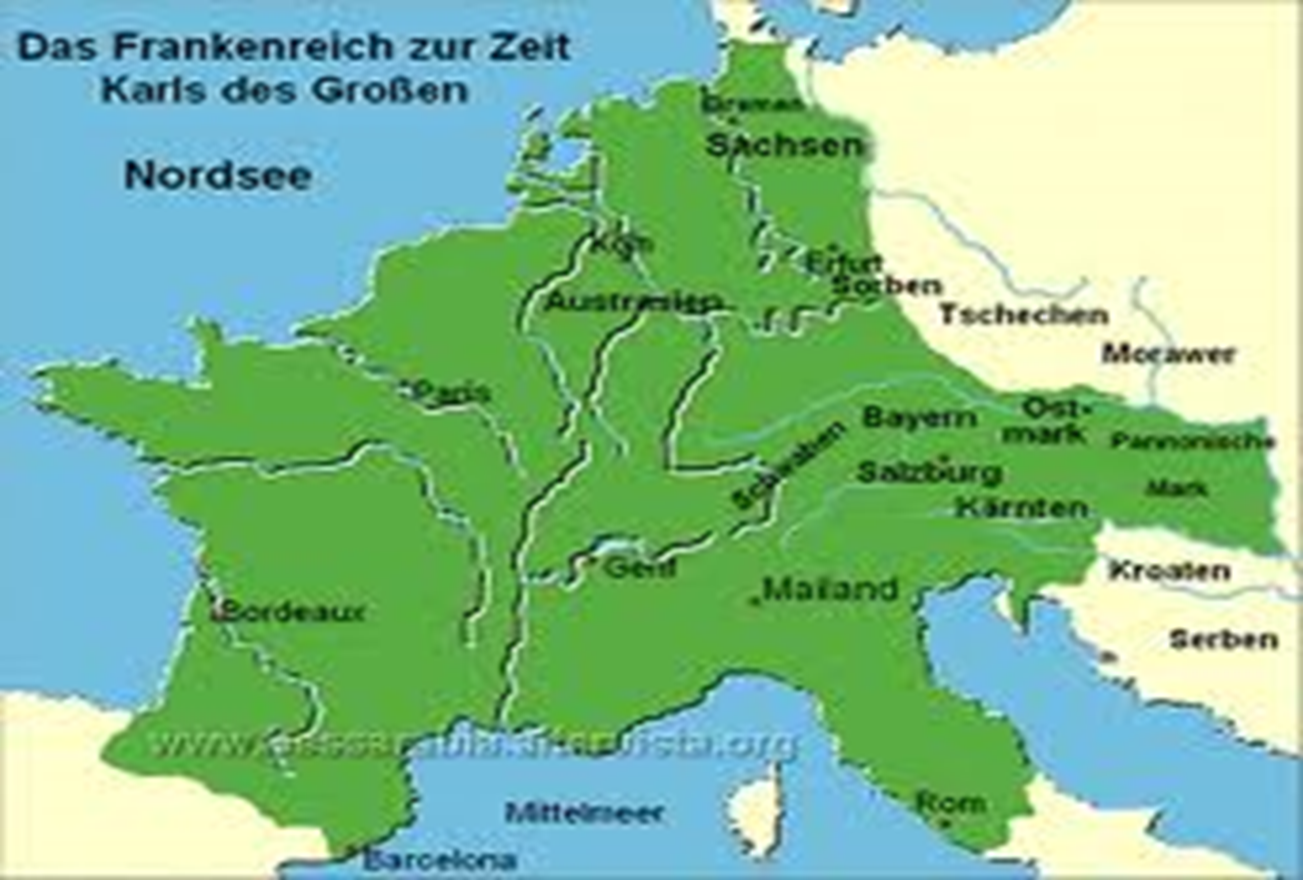 Das Frankenreich zur Zeit
Karls des Großen
Nordsee
Bremen
Sachsen
Köln
Erfurt
Sorben
Austrasien
Tschechen
Morawer
Paris
Bayern
Ost-
mark
Pannonische
Mark
Schwaben
Salzburg
Kärnten
Genf
Kroaten
Mailand
Bordeaux
Serben
Mittelmeer
Rom
Barcelona